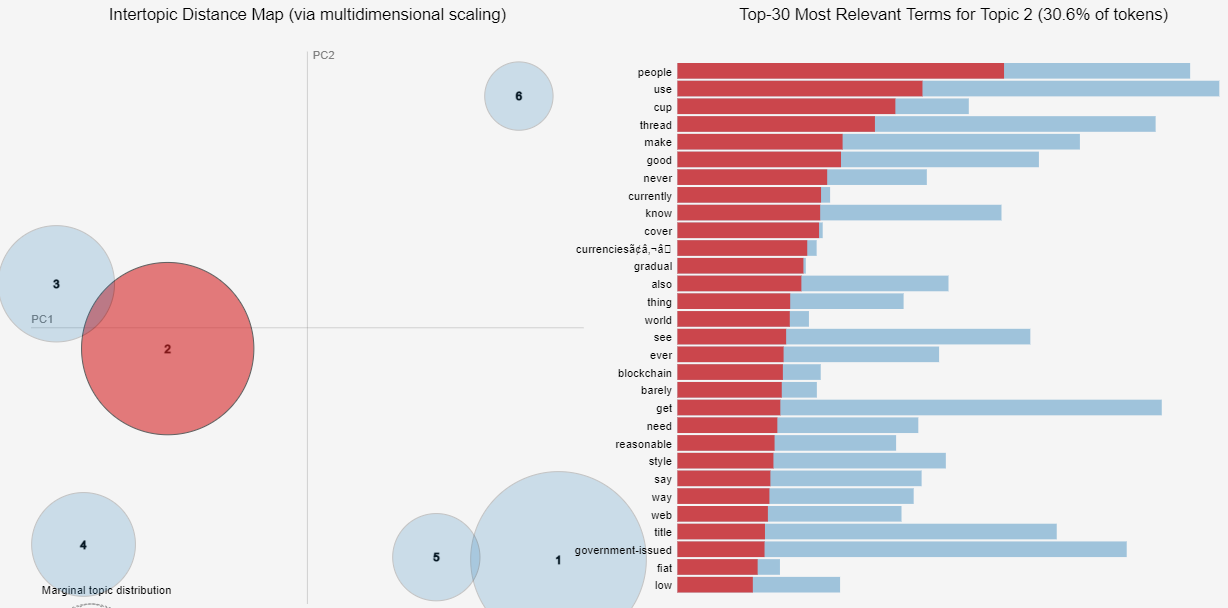 Intertopic Distance Map (via multidimensional scaling)
PC2
6
3
PC1
2
4
5
1
Marginal topic distribution
Top-30 Most Relevant Terms for Topic 2 (30.6% of tokens)
people
use
cup
thread
make
good
never
currently
know
cover
currenciesã¢â‚¬â
gradual
also
thing
world
see
ever
blockchain
barely
get
need
reasonable
style
say
way
web
title
government-issued
fiat
low